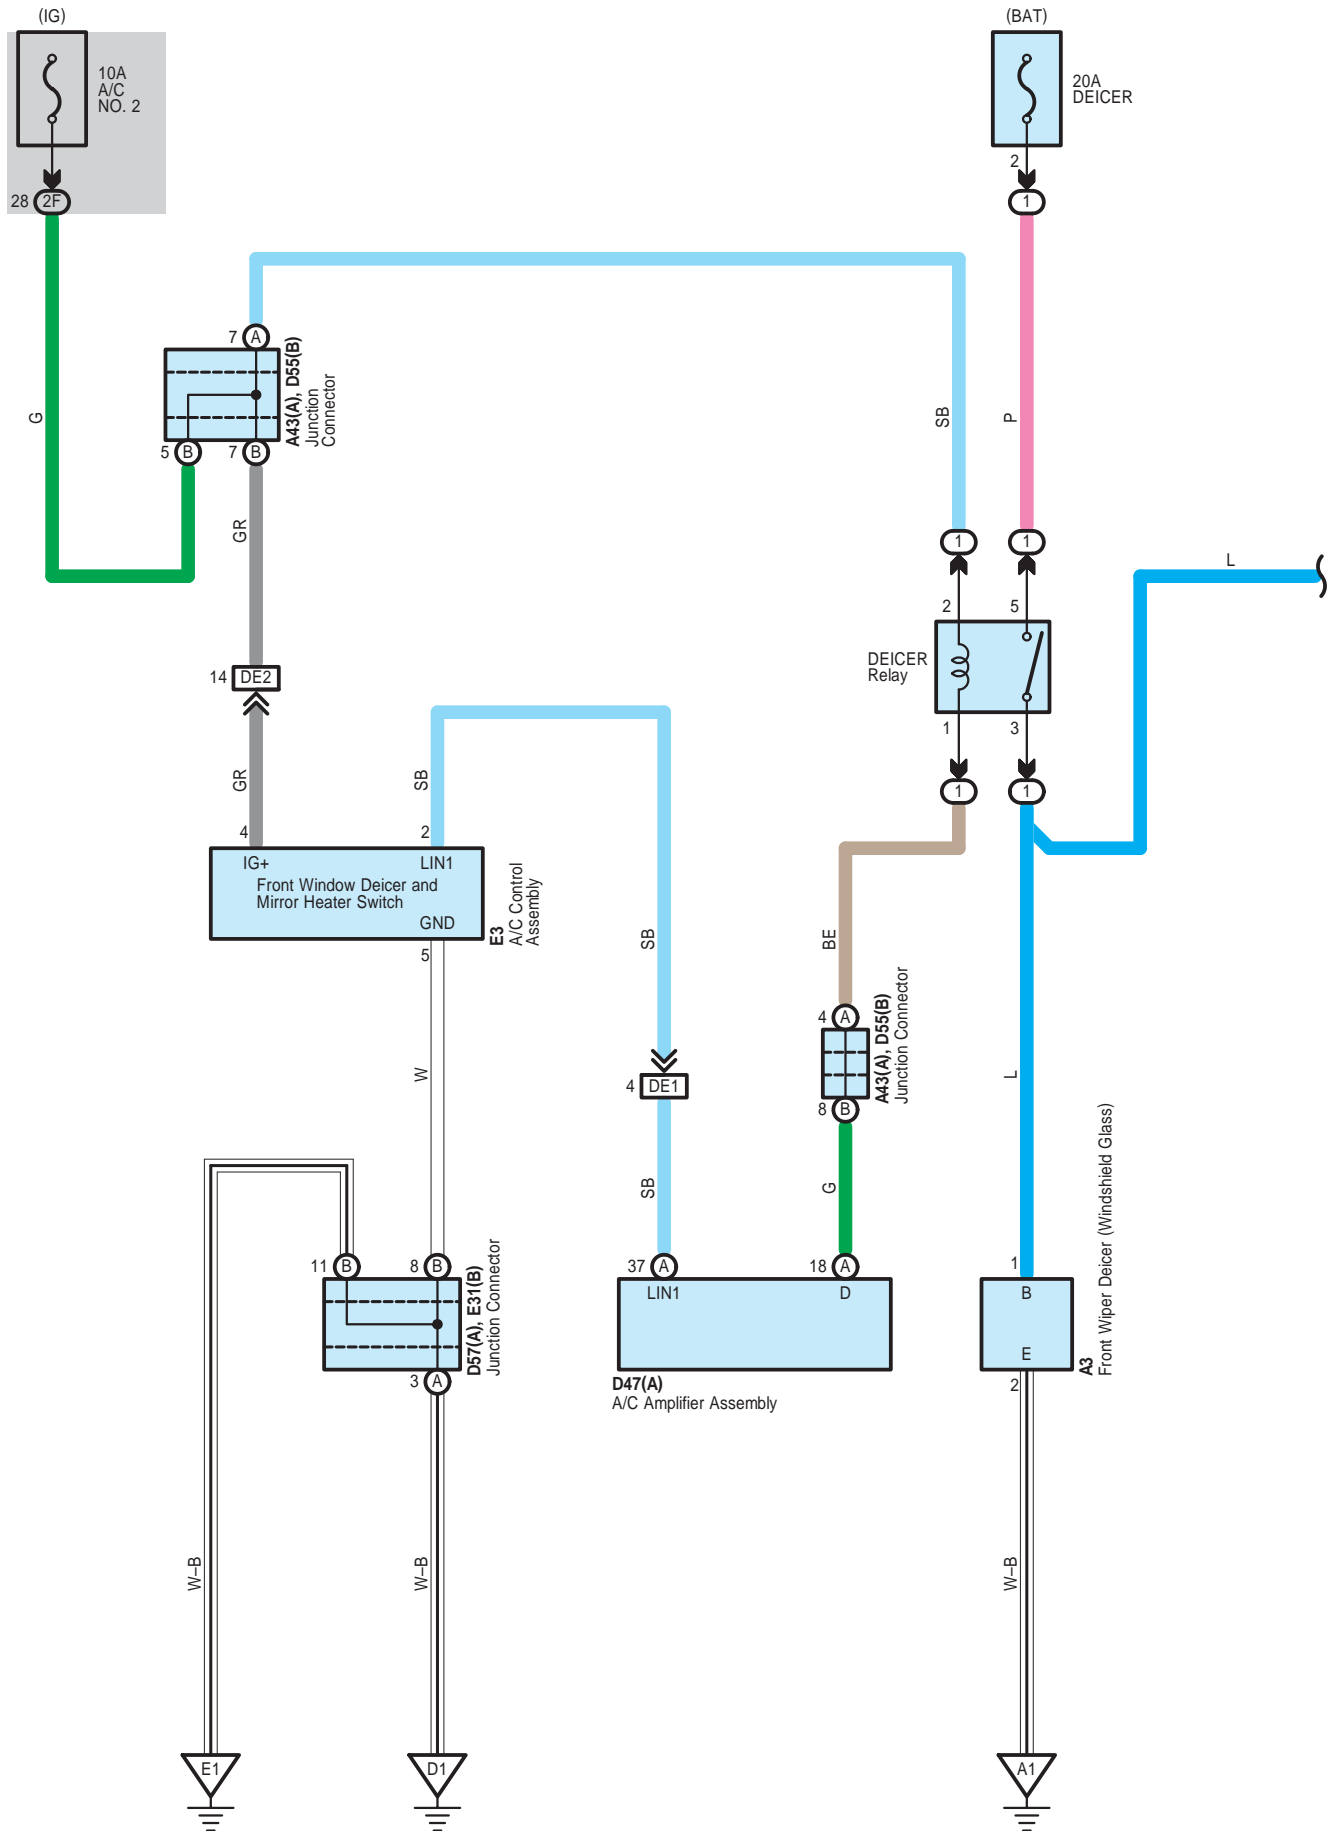 (IG)
(BAT)
10A
A/C
NO. 2
20A
DEICER
2
28
2F
1
7
A
A43(A), D55(B)
Junction
Connector
G
SB
P
5
B
7
B
GR
1
1
L
2
5
DEICER
Relay
14
DE2
1
3
GR
SB
1
1
4
2
IG+
LIN1
Front Window Deicer and
Mirror Heater Switch
GND
E3
A/C Control
Assembly
5
SB
BE
4
A
A43(A), D55(B)
Junction Connector
W
4
DE1
L
8
B
SB
G
Front Wiper Deicer (Windshield Glass)
A3
11
B
8
B
D57(A), E31(B)
Junction Connector
37
A
18
A
1
LIN1
D
B
E
3
A
D47(A)
A/C Amplifier Assembly
2
W–B
W–B
W–B
E1
D1
A1